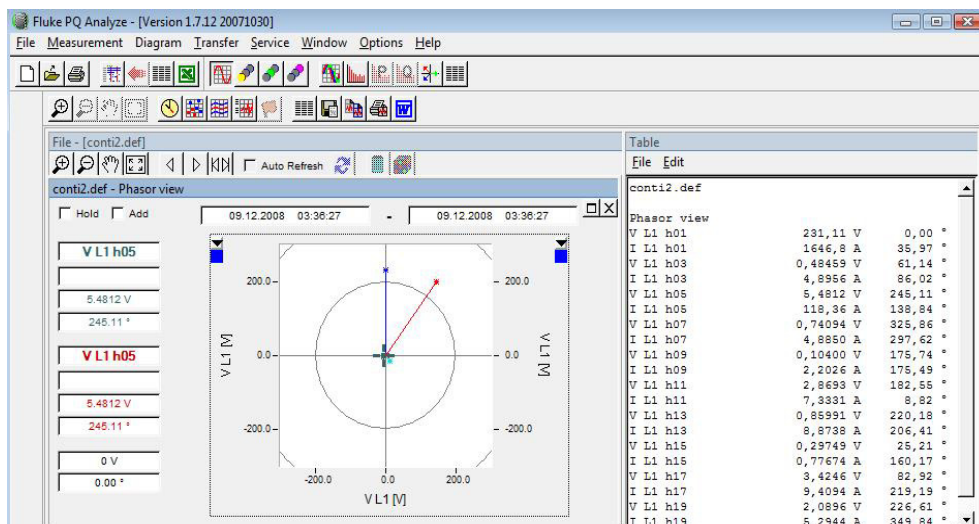 Fluke PQ Analyze - [Version 1.7.12 20071030]
File Measurement Diagram Transfer Service Window Options Help
File - [conti2.def]
Auto Refresh
conti2.def - Phasor view
Hold Add
09.12.2008 03:36:27 - 09.12.2008 03:36:27
V L1 h05
5.4812 V
245.11 °
V L1 h05
5.4812 V
245.11 °
0 V
0.00 °
200.0
0.0
-200.0
V L1 [V]
200.0
0.0
-200.0
V L1 [V]
-200.0 0.0 200.0
V L1 [V]
Table
File Edit
conti2.def
Phasor view
V L1 h01 231,11 V 0,00 °
I L1 h01 1646,8 A 35,97 °
V L1 h03 0,48459 V 61,14 °
I L1 h03 4,8956 A 86,02 °
V L1 h05 5,4812 V 245,11 °
I L1 h05 118,36 A 138,84 °
V L1 h07 0,74094 V 325,86 °
I L1 h07 4,8850 A 297,62 °
V L1 h09 0,10400 V 175,74 °
I L1 h09 2,2026 A 175,49 °
V L1 h11 2,8693 V 182,55 °
I L1 h11 7,3331 A 8,82 °
V L1 h13 0,85991 V 220,18 °
I L1 h13 8,8738 A 206,41 °
V L1 h15 0,29749 V 25,21 °
I L1 h15 0,77674 A 160,17 °
V L1 h17 3,4246 V 82,92 °
I L1 h17 9,4094 A 219,19 °
V L1 h19 2,0896 V 226,61 °
I L1 h19 5,2944 A 349,84 °